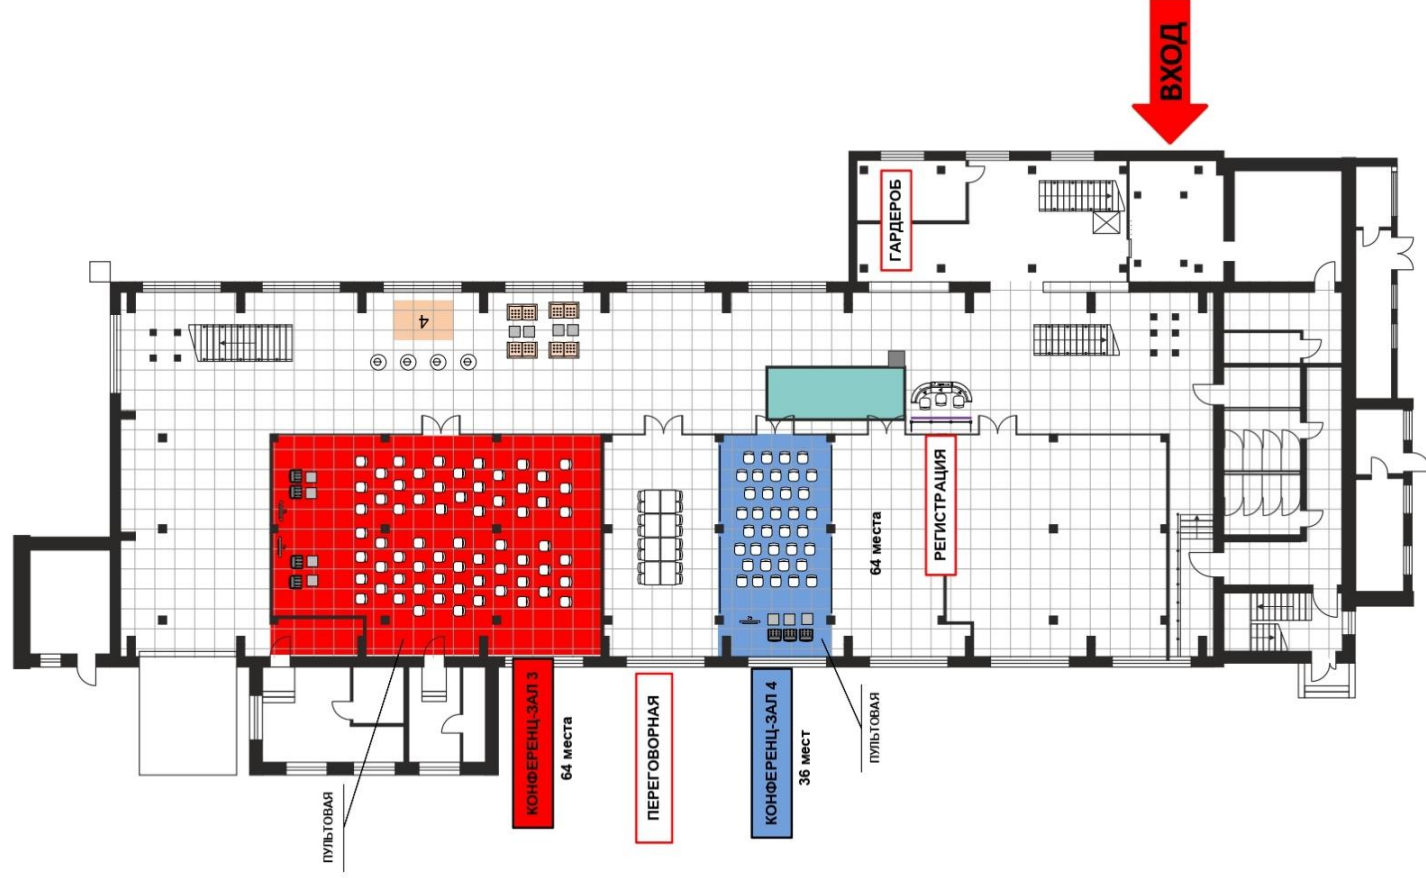 ВХОД
ГАРДЕРОБ
4
РЕГИСТРАЦИЯ
64 места
КОНФЕРЕНЦ-ЗАЛ 3
64 места
ПЕРЕГОВОРНАЯ
КОНФЕРЕНЦ-ЗАЛ 4
36 мест
ПУЛЬТОВАЯ
ПУЛЬТОВАЯ